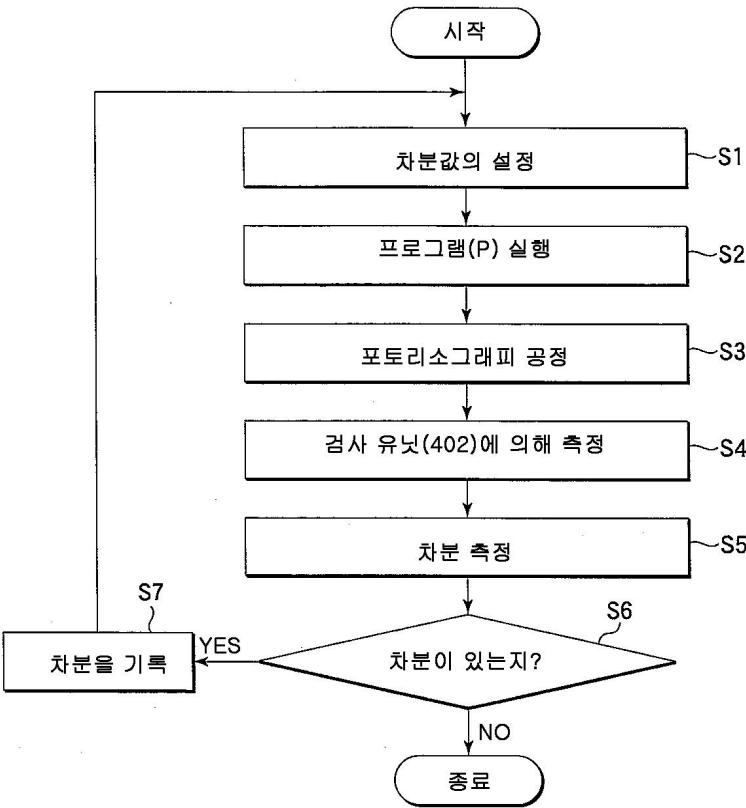 시작
차분값의 설정
S1
프로그램(P) 실행
S2
포토리소그래피 공정
S3
검사 유닛(402)에 의해 측정
S4
차분 측정
S5
차분이 있는지?
S6
YES
차분을 기록
S7
NO
종료